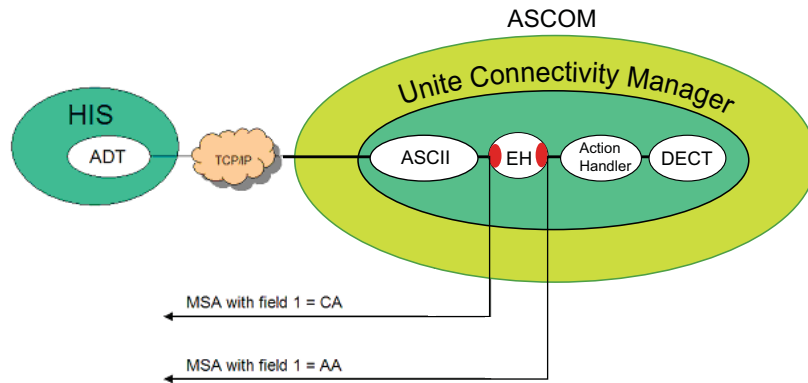 ASCOM
Unite Connectivity Manager
HIS
ADT
TCP/IP
ASCII
EH
Action
Handler
DECT
MSA with field 1 = CA
MSA with field 1 = AA